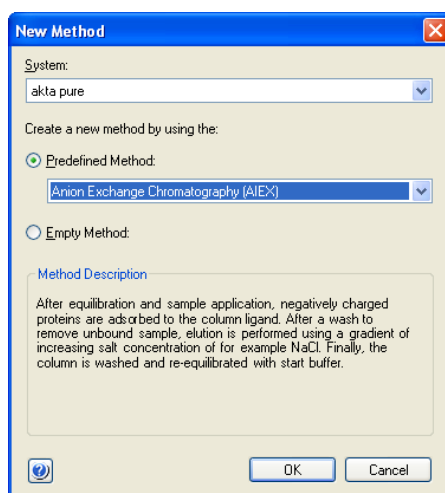 New Method
System:
akta pure
Create a new method by using the:
Predefined Method:
Anion Exchange Chromatography (AIEX)
Empty Method:
Method Description
After equilibration and sample application, negatively charged
proteins are adsorbed to the column ligand. After a wash to
remove unbound sample, elution is performed using a gradient of
increasing salt concentration of for example NaCl. Finally, the
column is washed and re-equilibrated with start buffer.
OK
Cancel